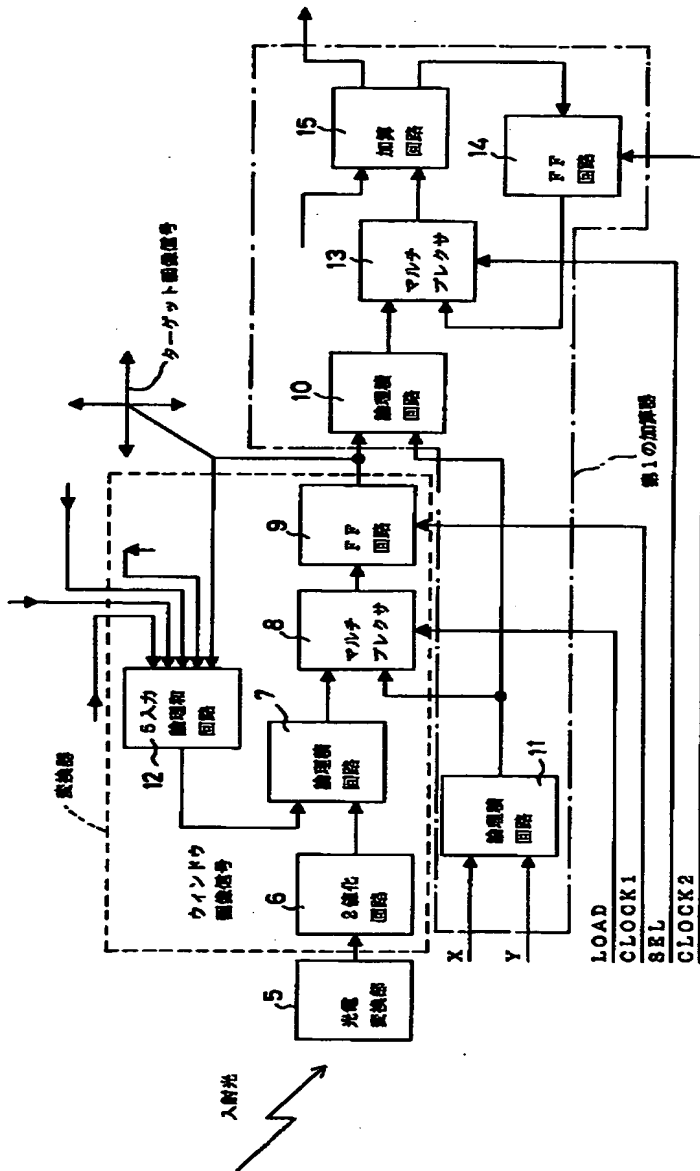 入射光
5
光電
変換部
変換器
ウィンドウ
画像信号
6
2値化
回路
7
論理積
回路
12
5入力
論理和
回路
8
マルチ
プレクサ
9
FF
回路
ターゲット画像信号
10
論理積
回路
11
論理積
回路
13
マルチ
プレクサ
14
FF
回路
15
加算
回路
第1の加算器
X
Y
LOAD
CLOCK1
SEL
CLOCK2